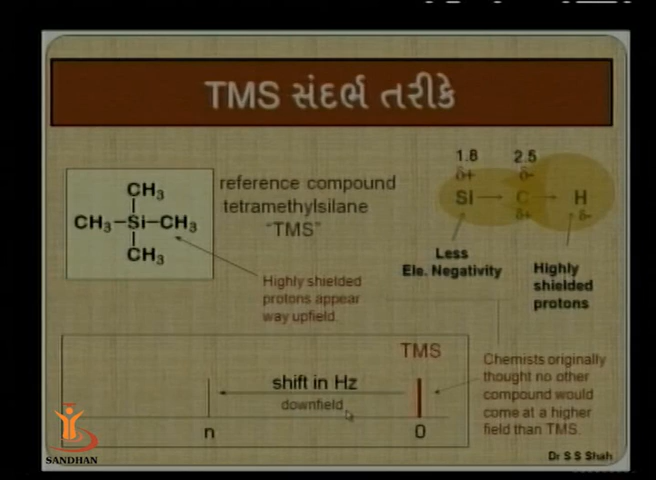 TMS સંદર્ભ તરીકે
CH₃
CH₃–Si–CH₃
CH₃
reference compound
tetramethylsilane
"TMS"
Highly shielded
protons appear
way upfield.
1.8 2.5
δ+ δ-
Si → C → H
δ+ δ-
Less
Ele. Negativity
Highly
shielded
protons
TMS
shift in Hz
downfield
n 0
Chemists originally
thought no other
compound would
come at a higher
field than TMS.
SANDHAN
Dr S S Shah